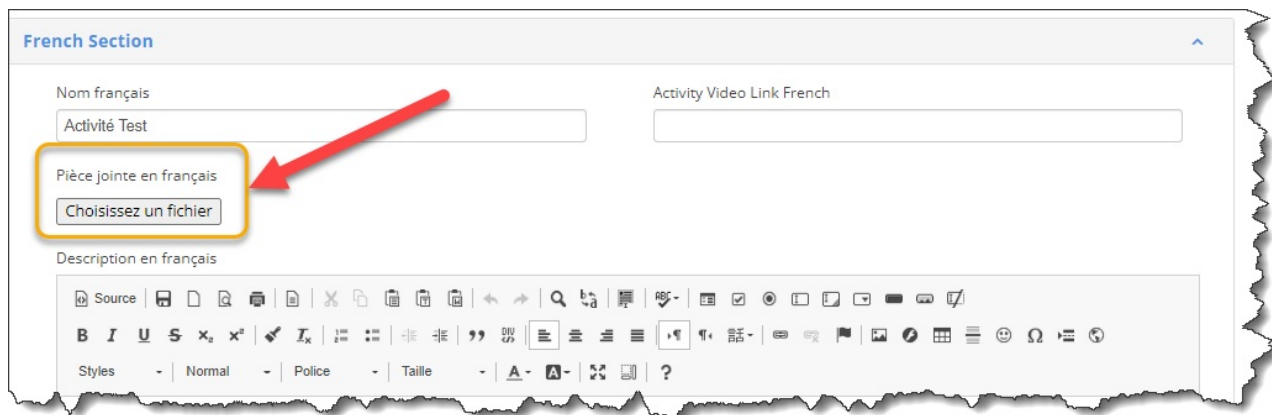 French Section
Nom français
Activity Video Link French
Activité Test
Pièce jointe en français
Choisissez un fichier
Description en français
Source
Styles Normal Police Taille